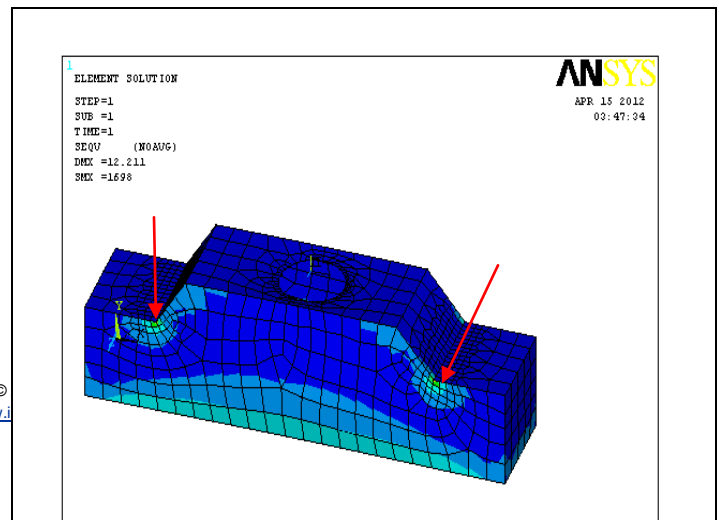 1
ELEMENT SOLUTION
STEP=1
SUB =1
TIME=1
SEQV (NOAVG)
DMX =12.211
SMX =1698
ANSYS
APR 15 2012
03:47:34
Y
©